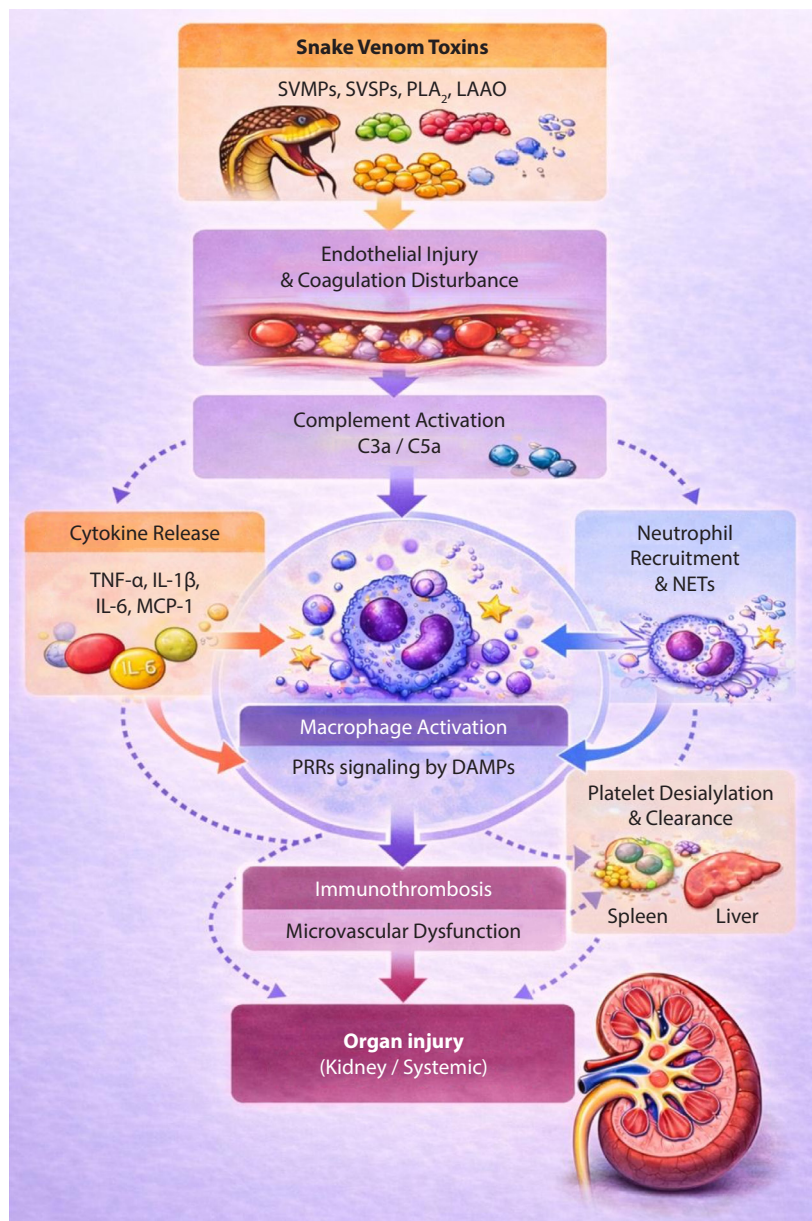 Snake Venom Toxins
SVMPs, SVSPs, PLA₂, LAAO
Endothelial Injury
& Coagulation Disturbance
Complement Activation
C3a / C5a
Cytokine Release
TNF-α, IL-1β,
IL-6, MCP-1
IL-6
Neutrophil
Recruitment
& NETs
Macrophage Activation
PRRs signaling by DAMPs
Platelet Desialylation
& Clearance
Spleen
Liver
Immunothrombosis
Microvascular Dysfunction
Organ injury
(Kidney / Systemic)